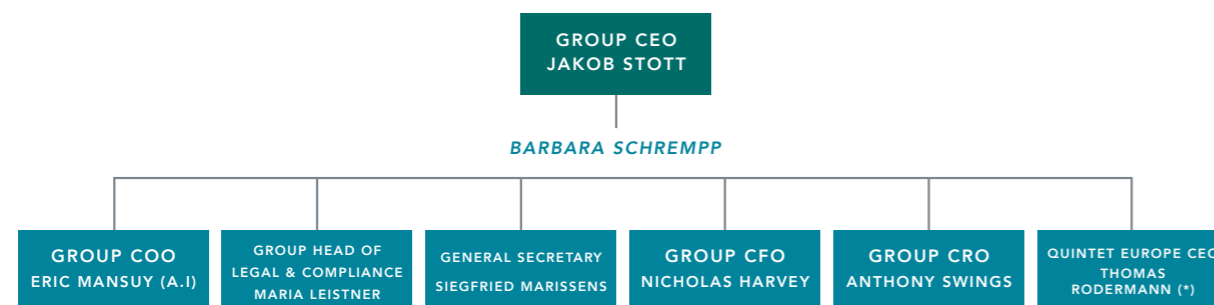 GROUP CEO
JAKOB STOTT
BARBARA SCHREMPP
GROUP COO
ERIC MANSUY (A.I)
GROUP HEAD OF
LEGAL & COMPLIANCE
MARIA LEISTNER
GENERAL SECRETARY
SIEGFRIED MARISSENS
GROUP CFO
NICHOLAS HARVEY
GROUP CRO
ANTHONY SWINGS
QUINTET EUROPE CEO
THOMAS
RODERMANN (*)